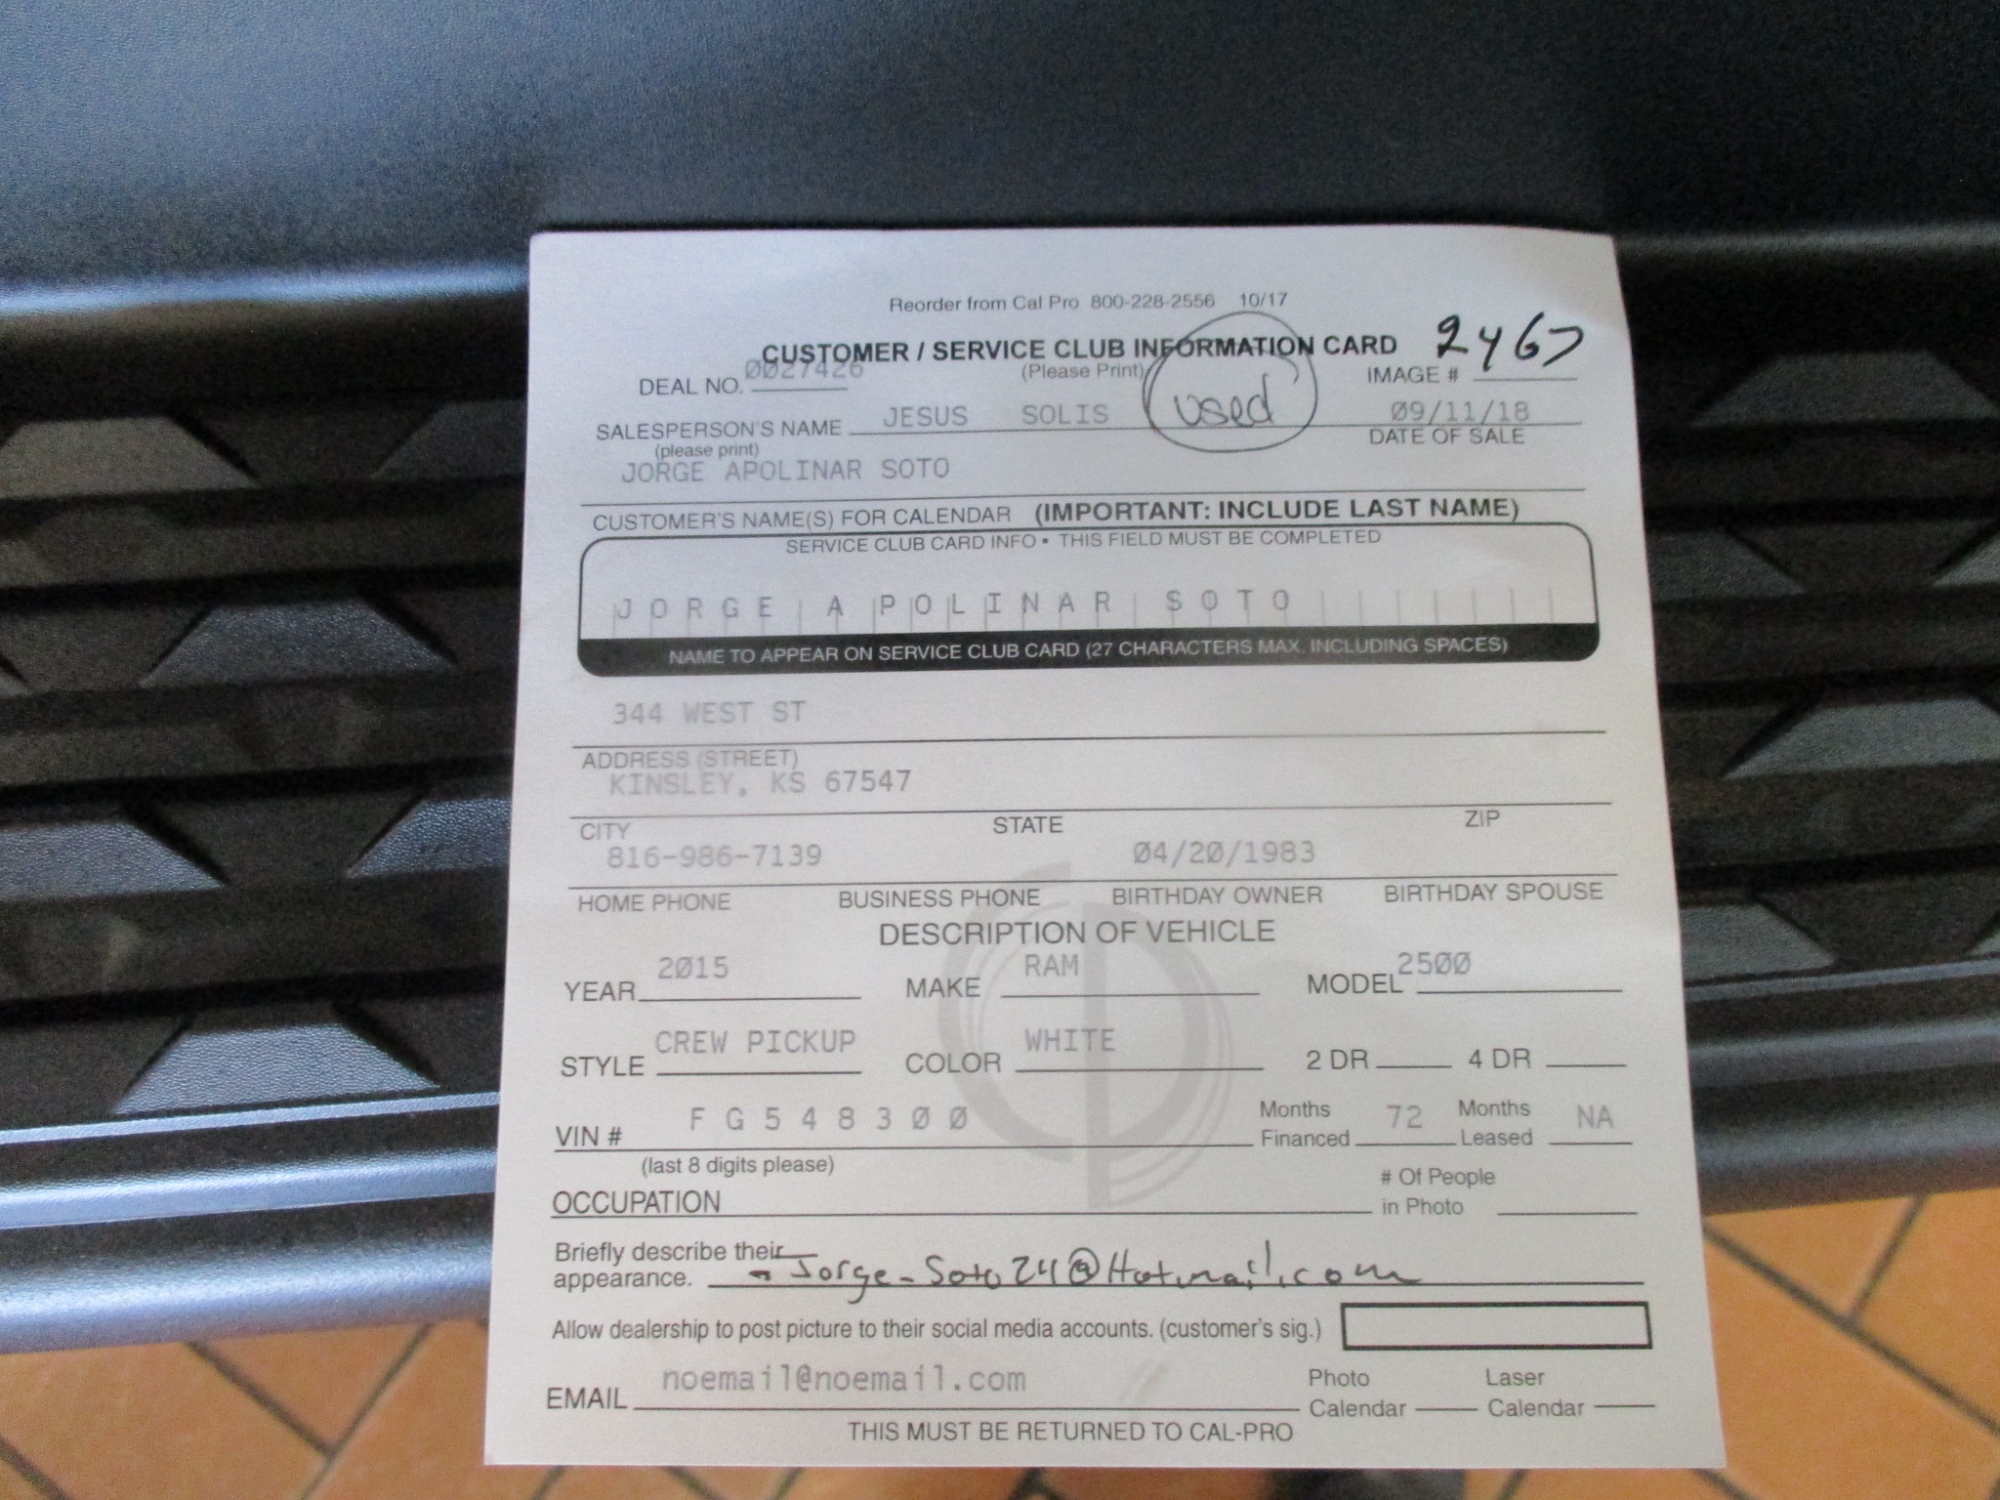 Reorder from Cal Pro 800-228-2556 10/17
CUSTOMER / SERVICE CLUB INFORMATION CARD
(Please Print)
DEAL NO. 0027426
IMAGE # 2467
used
SALESPERSON'S NAME JESUS SOLIS
(please print)
09/11/18
DATE OF SALE
JORGE APOLINAR SOTO
CUSTOMER'S NAME(S) FOR CALENDAR (IMPORTANT: INCLUDE LAST NAME)
SERVICE CLUB CARD INFO • THIS FIELD MUST BE COMPLETED
JORGE APOLINAR SOTO
NAME TO APPEAR ON SERVICE CLUB CARD (27 CHARACTERS MAX. INCLUDING SPACES)
344 WEST ST
ADDRESS (STREET)
KINSLEY, KS 67547
CITY STATE ZIP
816-986-7139 04/20/1983
HOME PHONE BUSINESS PHONE BIRTHDAY OWNER BIRTHDAY SPOUSE
DESCRIPTION OF VEHICLE
YEAR 2015 MAKE RAM MODEL 2500
STYLE CREW PICKUP COLOR WHITE 2 DR 4 DR
VIN # FG548300 Months Financed 72 Months Leased NA
(last 8 digits please)
OCCUPATION # Of People in Photo
Briefly describe their
appearance. - Jorge-Soto24@Hotmail.com
Allow dealership to post picture to their social media accounts. (customer's sig.)
EMAIL noemail@noemail.com Photo Calendar Laser Calendar
THIS MUST BE RETURNED TO CAL-PRO